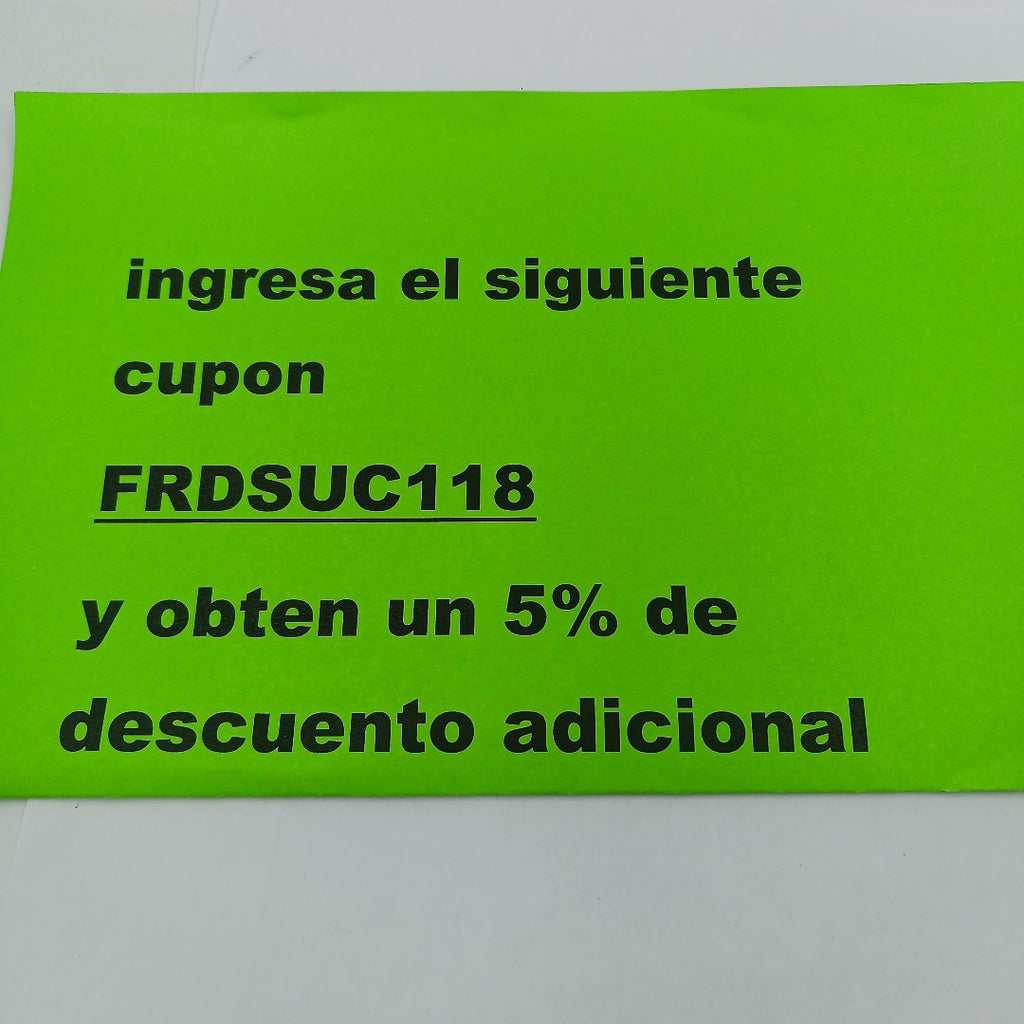 ingresa el siguiente
cupon
FRDSUC118
y obten un 5% de
descuento adicional